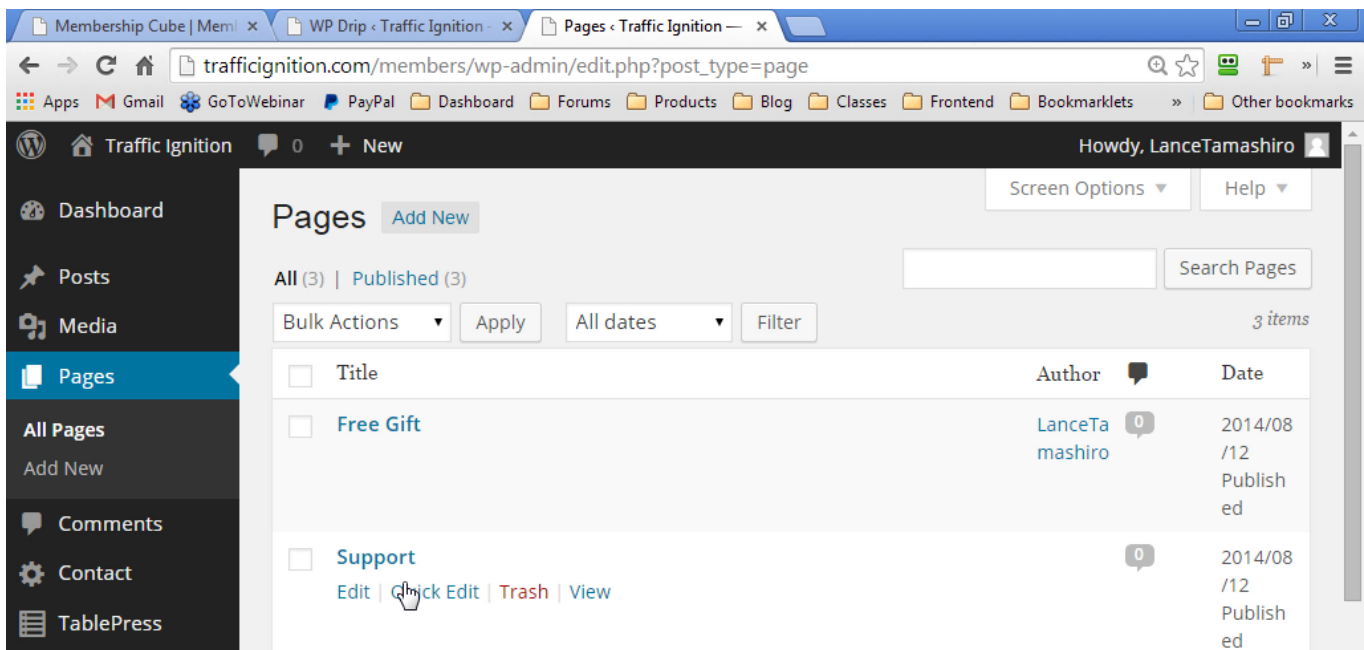 Membership Cube | Meml
WP Drip ‹ Traffic Ignition -
Pages ‹ Traffic Ignition —
trafficignition.com/members/wp-admin/edit.php?post_type=page
Apps Gmail GoToWebinar PayPal Dashboard Forums Products Blog Classes Frontend Bookmarklets » Other bookmarks
Traffic Ignition 0 + New Howdy, LanceTamashiro
Screen Options Help
Dashboard
Pages Add New
Posts
All (3) | Published (3)
Search Pages
Media
Bulk Actions Apply All dates Filter 3 items
Pages
Title Author Date
All Pages
Add New
Free Gift LanceTa 0 2014/08
mashiro /12
Publish
ed
Comments
Contact
TablePress
Support 0 2014/08
Edit | Quick Edit | Trash | View /12
Publish
ed